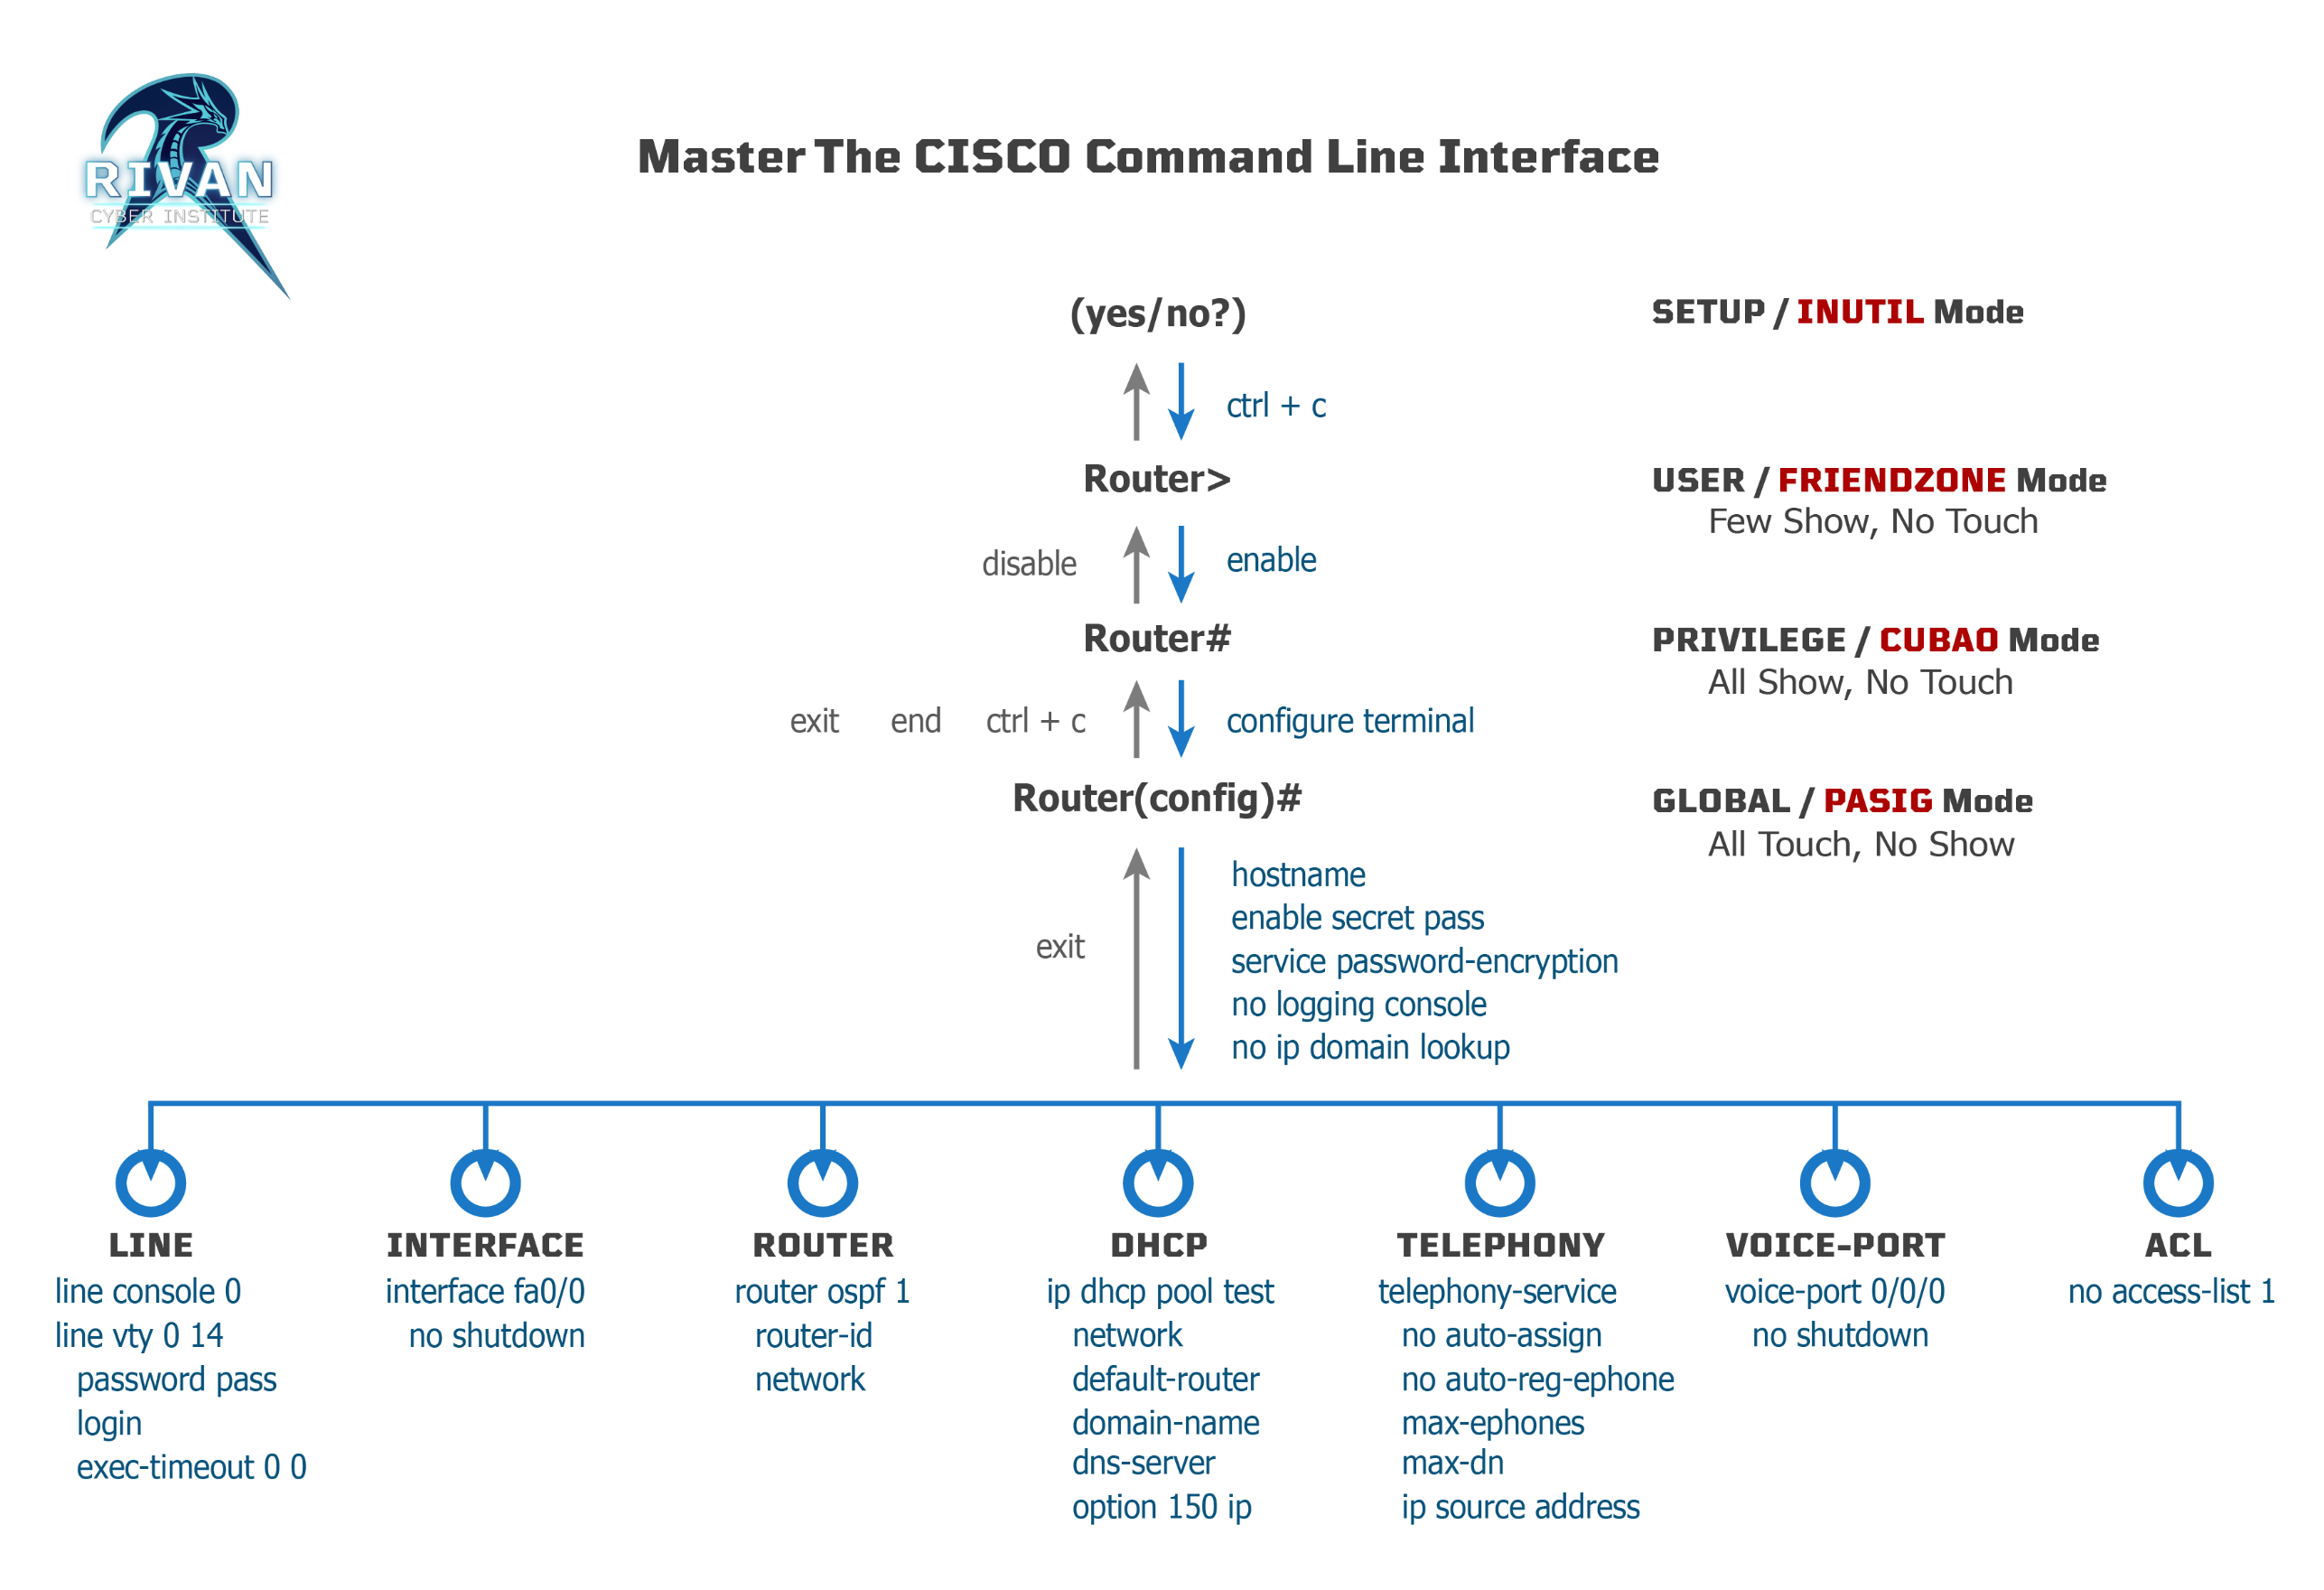 RIVAN
CYBER INSTITUTE
Master The CISCO Command Line Interface
(yes/no?)
SETUP / INUTIL Mode
ctrl + c
Router>
USER / FRIENDZONE Mode
Few Show, No Touch
disable
enable
Router#
PRIVILEGE / CUBAO Mode
All Show, No Touch
exit end ctrl + c
configure terminal
Router(config)#
GLOBAL / PASIG Mode
All Touch, No Show
exit
hostname
enable secret pass
service password-encryption
no logging console
no ip domain lookup
LINE
line console 0
line vty 0 14
password pass
login
exec-timeout 0 0
INTERFACE
interface fa0/0
no shutdown
ROUTER
router ospf 1
router-id
network
DHCP
ip dhcp pool test
network
default-router
domain-name
dns-server
option 150 ip
TELEPHONY
telephony-service
no auto-assign
no auto-reg-ephone
max-ephones
max-dn
ip source address
VOICE-PORT
voice-port 0/0/0
no shutdown
ACL
no access-list 1